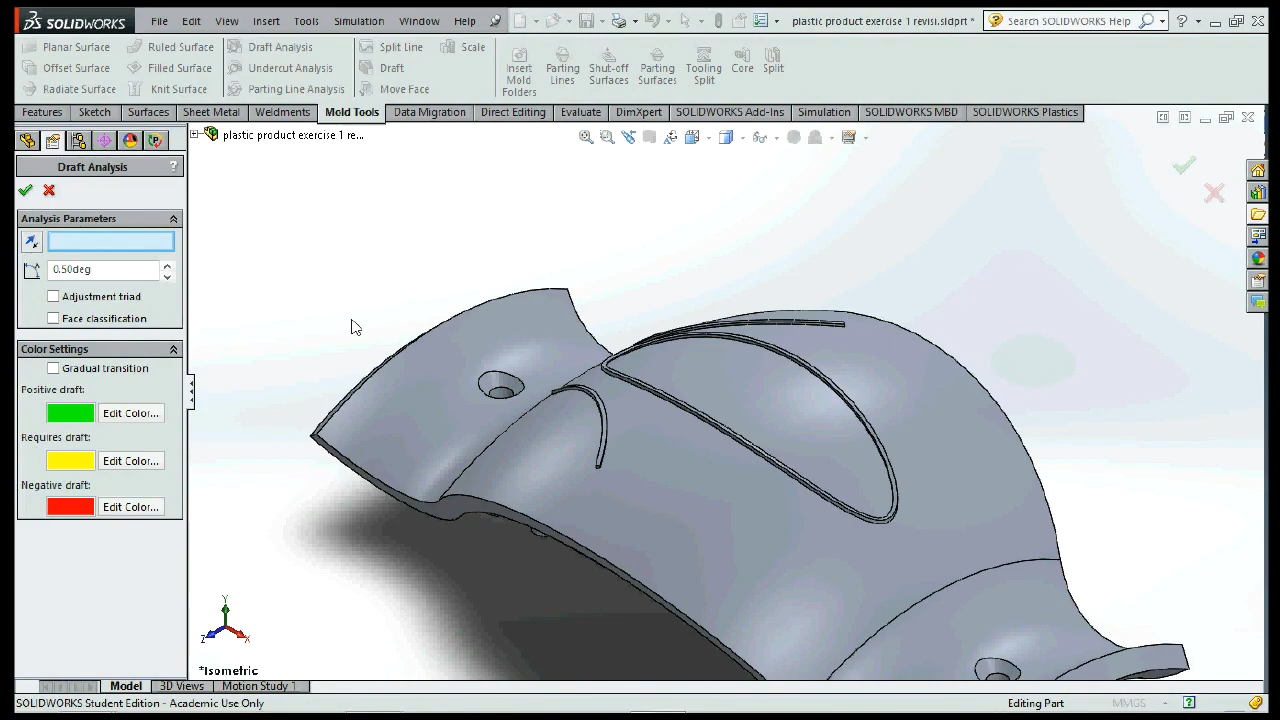 SOLIDWORKS File Edit View Insert Tools Simulation Window Help plastic product exercise 1 revisi.sldprt * Search SOLIDWORKS Help
Planar Surface Ruled Surface Draft Analysis Split Line Scale
Offset Surface Filled Surface Undercut Analysis Draft
Radiate Surface Knit Surface Parting Line Analysis Move Face
Insert Mold Folders
Parting Lines
Shut-off Surfaces
Parting Surfaces
Tooling Split
Core
Split
Features Sketch Surfaces Sheet Metal Weldments Mold Tools Data Migration Direct Editing Evaluate DimXpert SOLIDWORKS Add-Ins Simulation SOLIDWORKS MBD SOLIDWORKS Plastics
plastic product exercise 1 re...
Draft Analysis ?
Analysis Parameters
0.50deg
Adjustment triad
Face classification
Color Settings
Gradual transition
Positive draft:
Edit Color...
Requires draft:
Edit Color...
Negative draft:
Edit Color...
Y
Z X
*Isometric
Model 3D Views Motion Study 1
SOLIDWORKS Student Edition - Academic Use Only Editing Part MMGS - ?